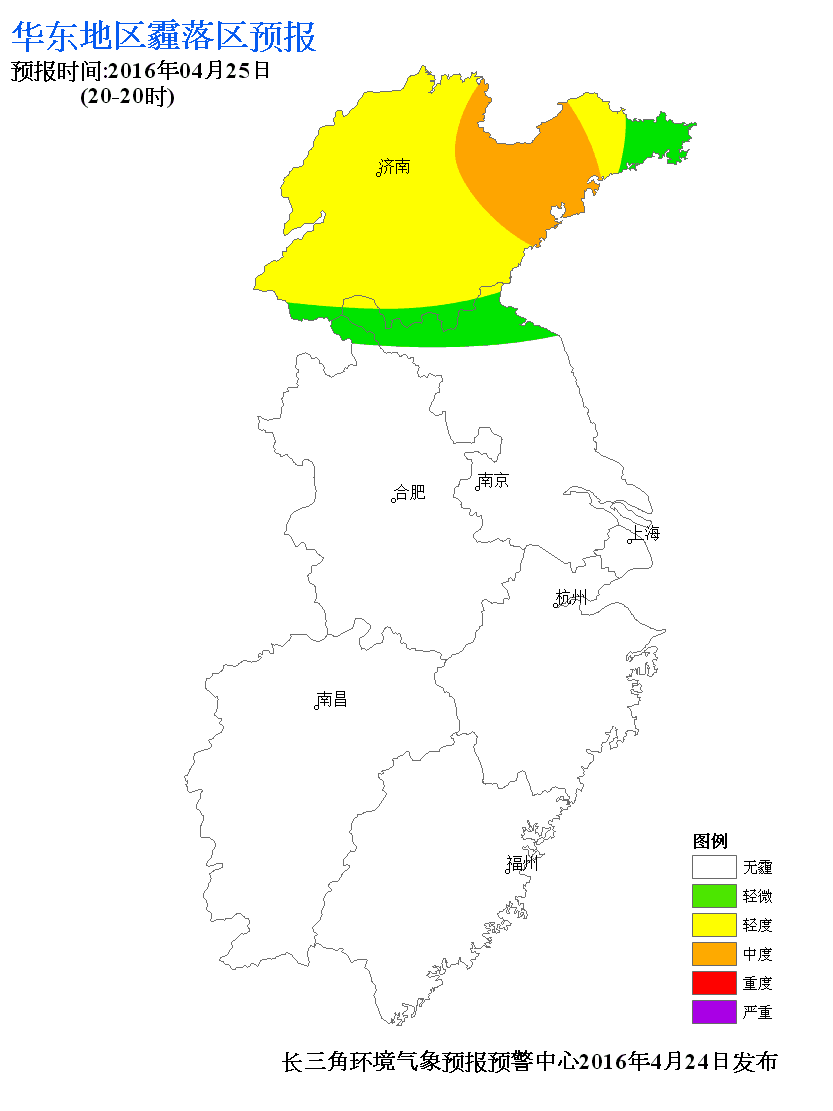 华东地区霾落区预报
预报时间:2016年04月25日
(20-20时)
济南
南京
合肥
上海
杭州
南昌
福州
图例
无霾
轻微
轻度
中度
重度
严重
长三角环境气象预报预警中心2016年4月24日发布